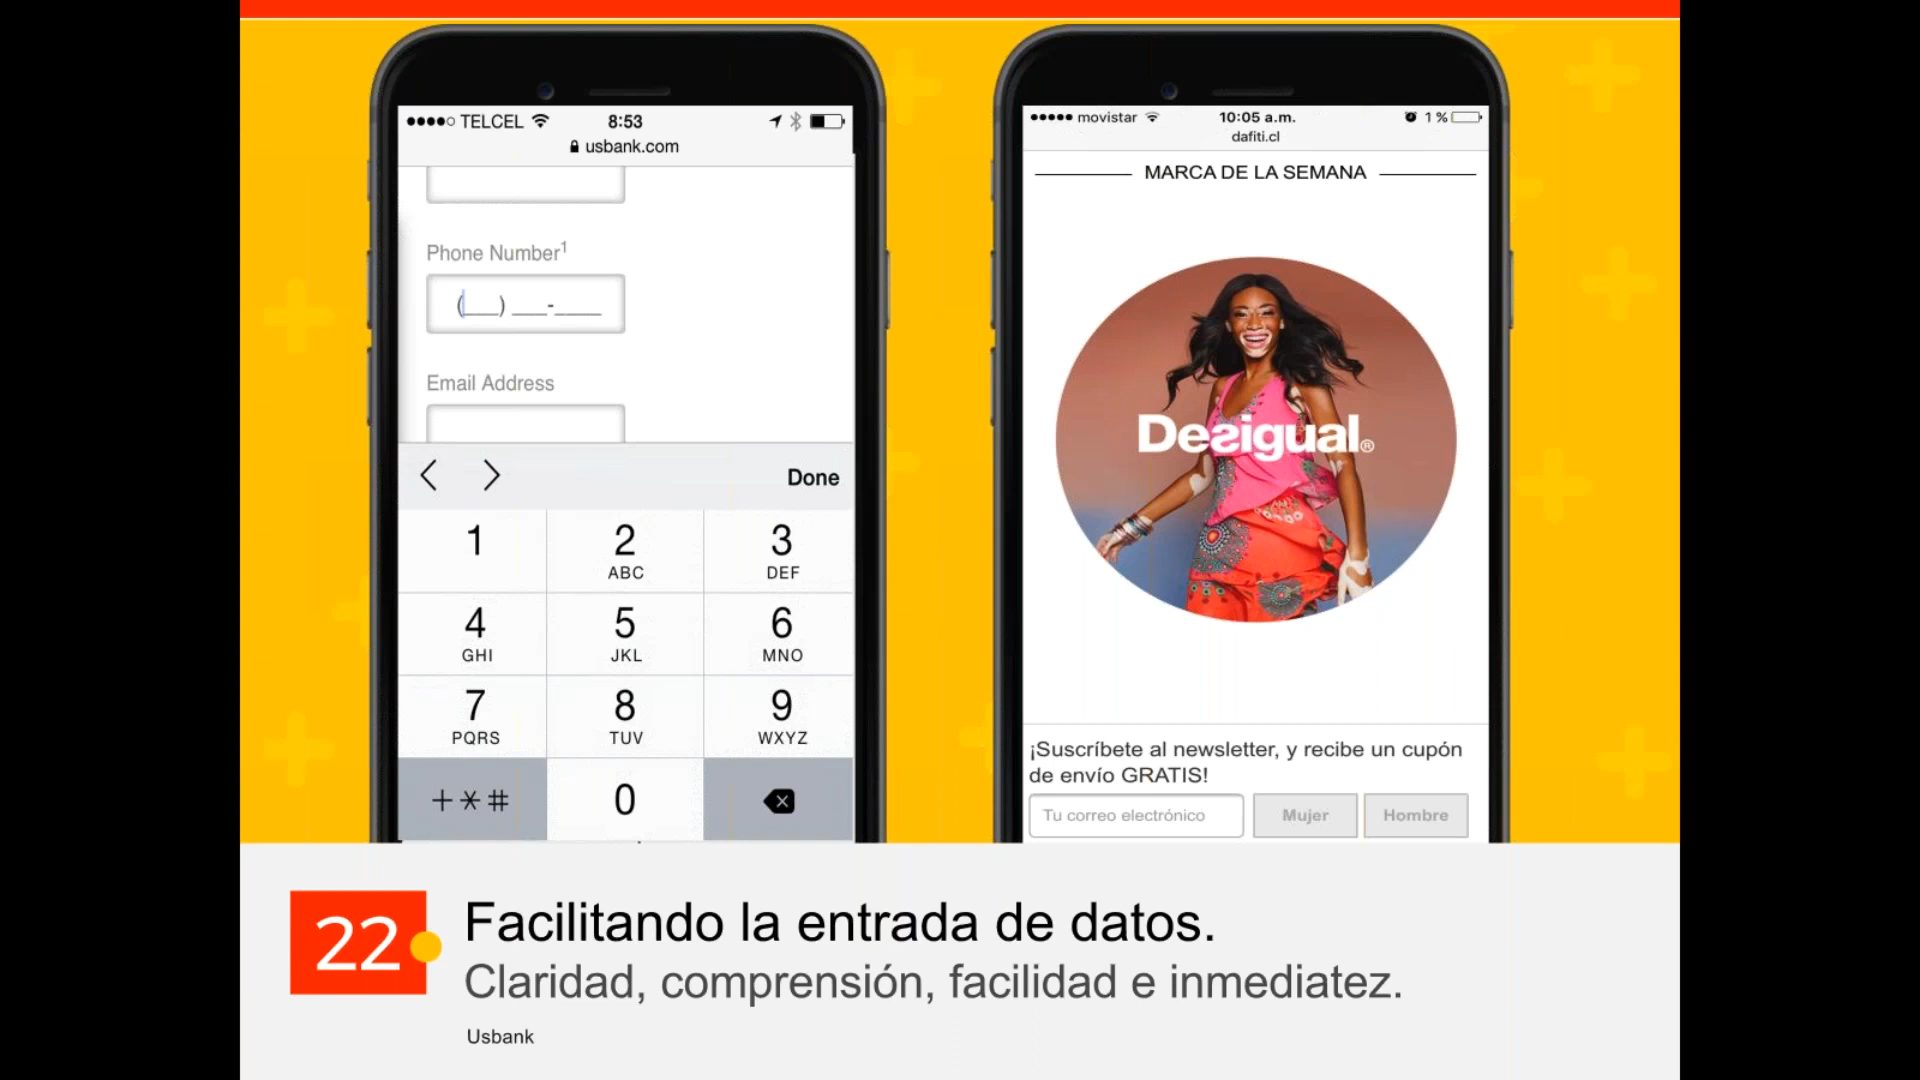 TELCEL 8:53
usbank.com
Phone Number1
(___) ___-____
Email Address
Done
1
2
ABC
3
DEF
4
GHI
5
JKL
6
MNO
7
PQRS
8
TUV
9
WXYZ
+*#
0
movistar 10:05 a.m. 1 %
dafiti.cl
MARCA DE LA SEMANA
Desigual®
¡Suscríbete al newsletter, y recibe un cupón
de envío GRATIS!
Tu correo electrónico Mujer Hombre
22
Facilitando la entrada de datos.
Claridad, comprensión, facilidad e inmediatez.
Usbank